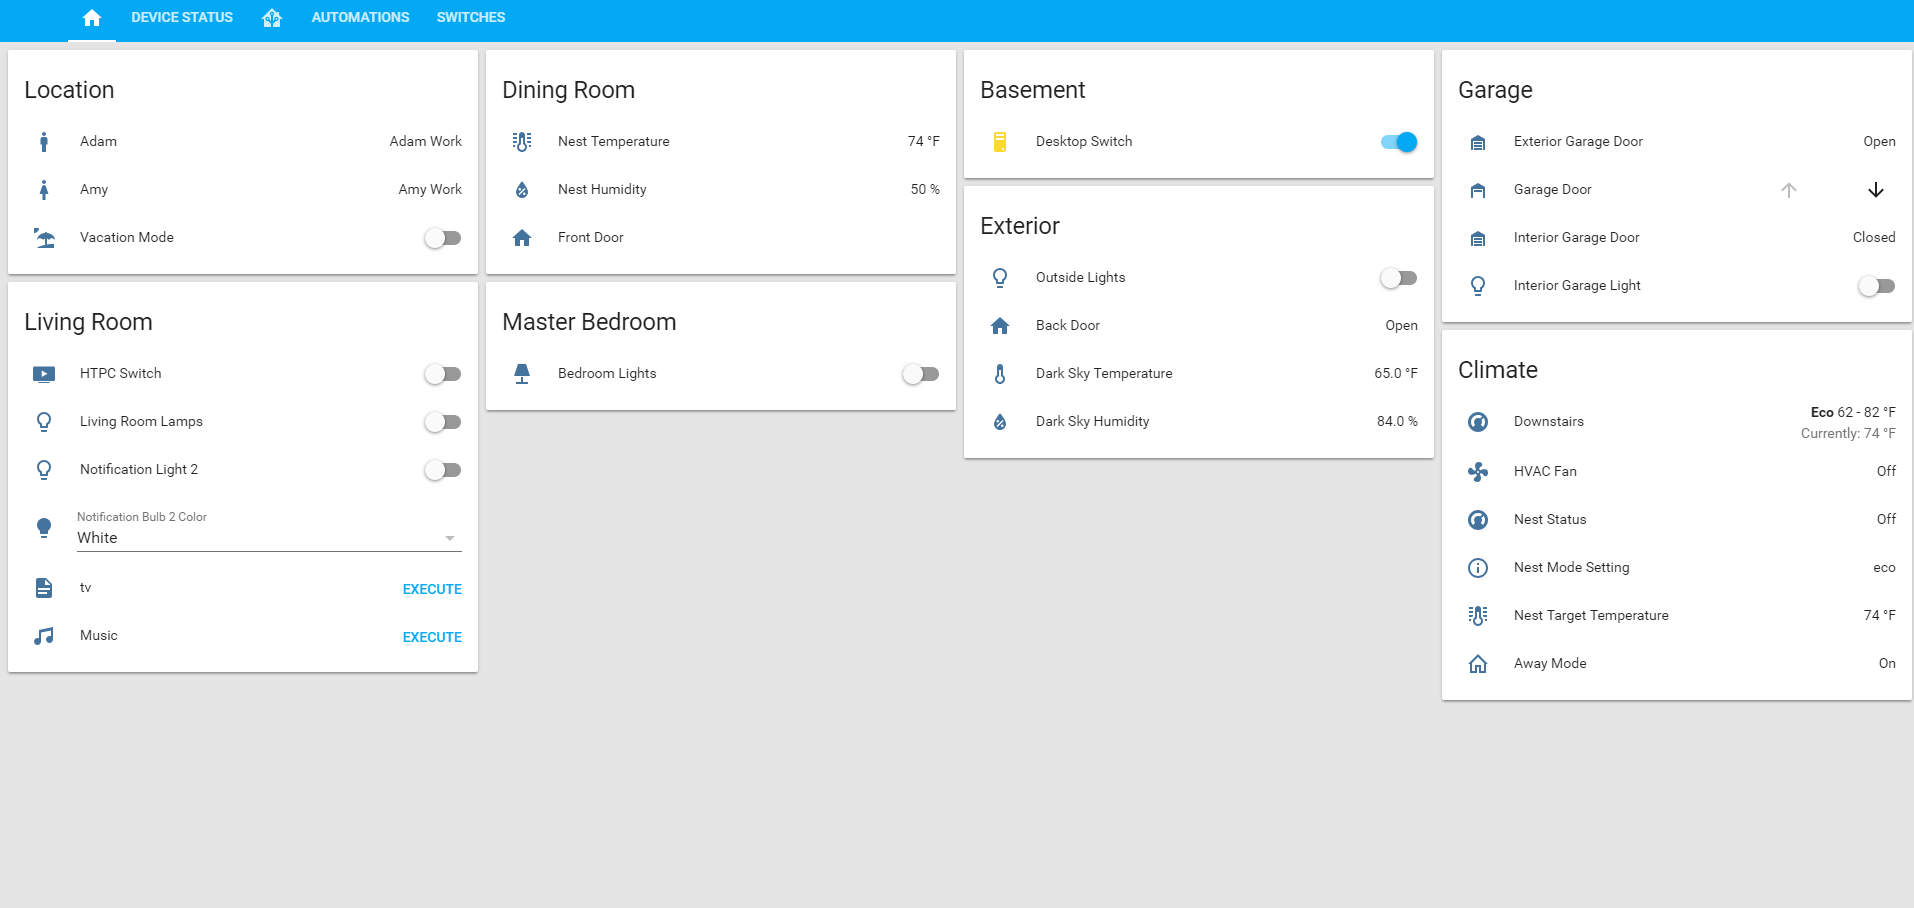 DEVICE STATUS AUTOMATIONS SWITCHES
Location
Adam Adam Work
Amy Amy Work
Vacation Mode
Living Room
HTPC Switch
Living Room Lamps
Notification Light 2
Notification Bulb 2 Color
White
tv EXECUTE
Music EXECUTE
Dining Room
Nest Temperature 74 °F
Nest Humidity 50 %
Front Door
Master Bedroom
Bedroom Lights
Basement
Desktop Switch
Exterior
Outside Lights
Back Door Open
Dark Sky Temperature 65.0 °F
Dark Sky Humidity 84.0 %
Garage
Exterior Garage Door Open
Garage Door
Interior Garage Door Closed
Interior Garage Light
Climate
Downstairs Eco 62 - 82 °F
Currently: 74 °F
HVAC Fan Off
Nest Status Off
Nest Mode Setting eco
Nest Target Temperature 74 °F
Away Mode On